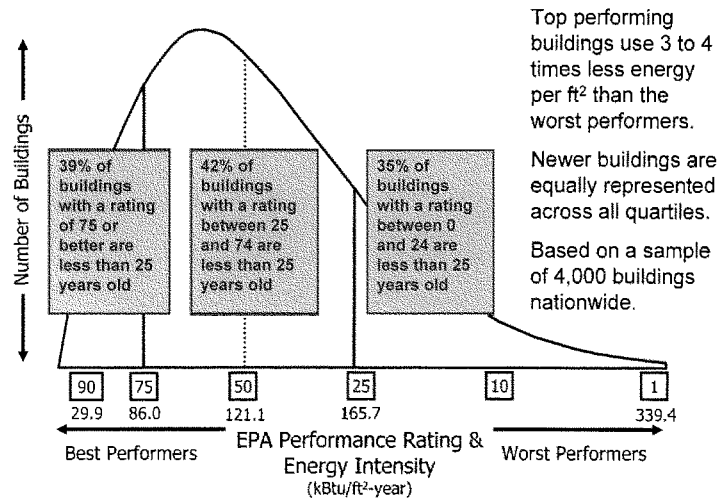 Top performing
buildings use 3 to 4
times less energy
per ft² than the
worst performers.
Newer buildings are
equally represented
across all quartiles.
Based on a sample
of 4,000 buildings
nationwide.
Number of Buildings
39% of
buildings
with a rating
of 75 or
better are
less than 25
years old
42% of
buildings
with a rating
between 25
and 74 are
less than 25
years old
35% of
buildings
with a rating
between 0
and 24 are
less than 25
years old
90 75 50 25 10 1
29.9 86.0 121.1 165.7 339.4
Best Performers EPA Performance Rating & Worst Performers
Energy Intensity
(kBtu/ft²-year)